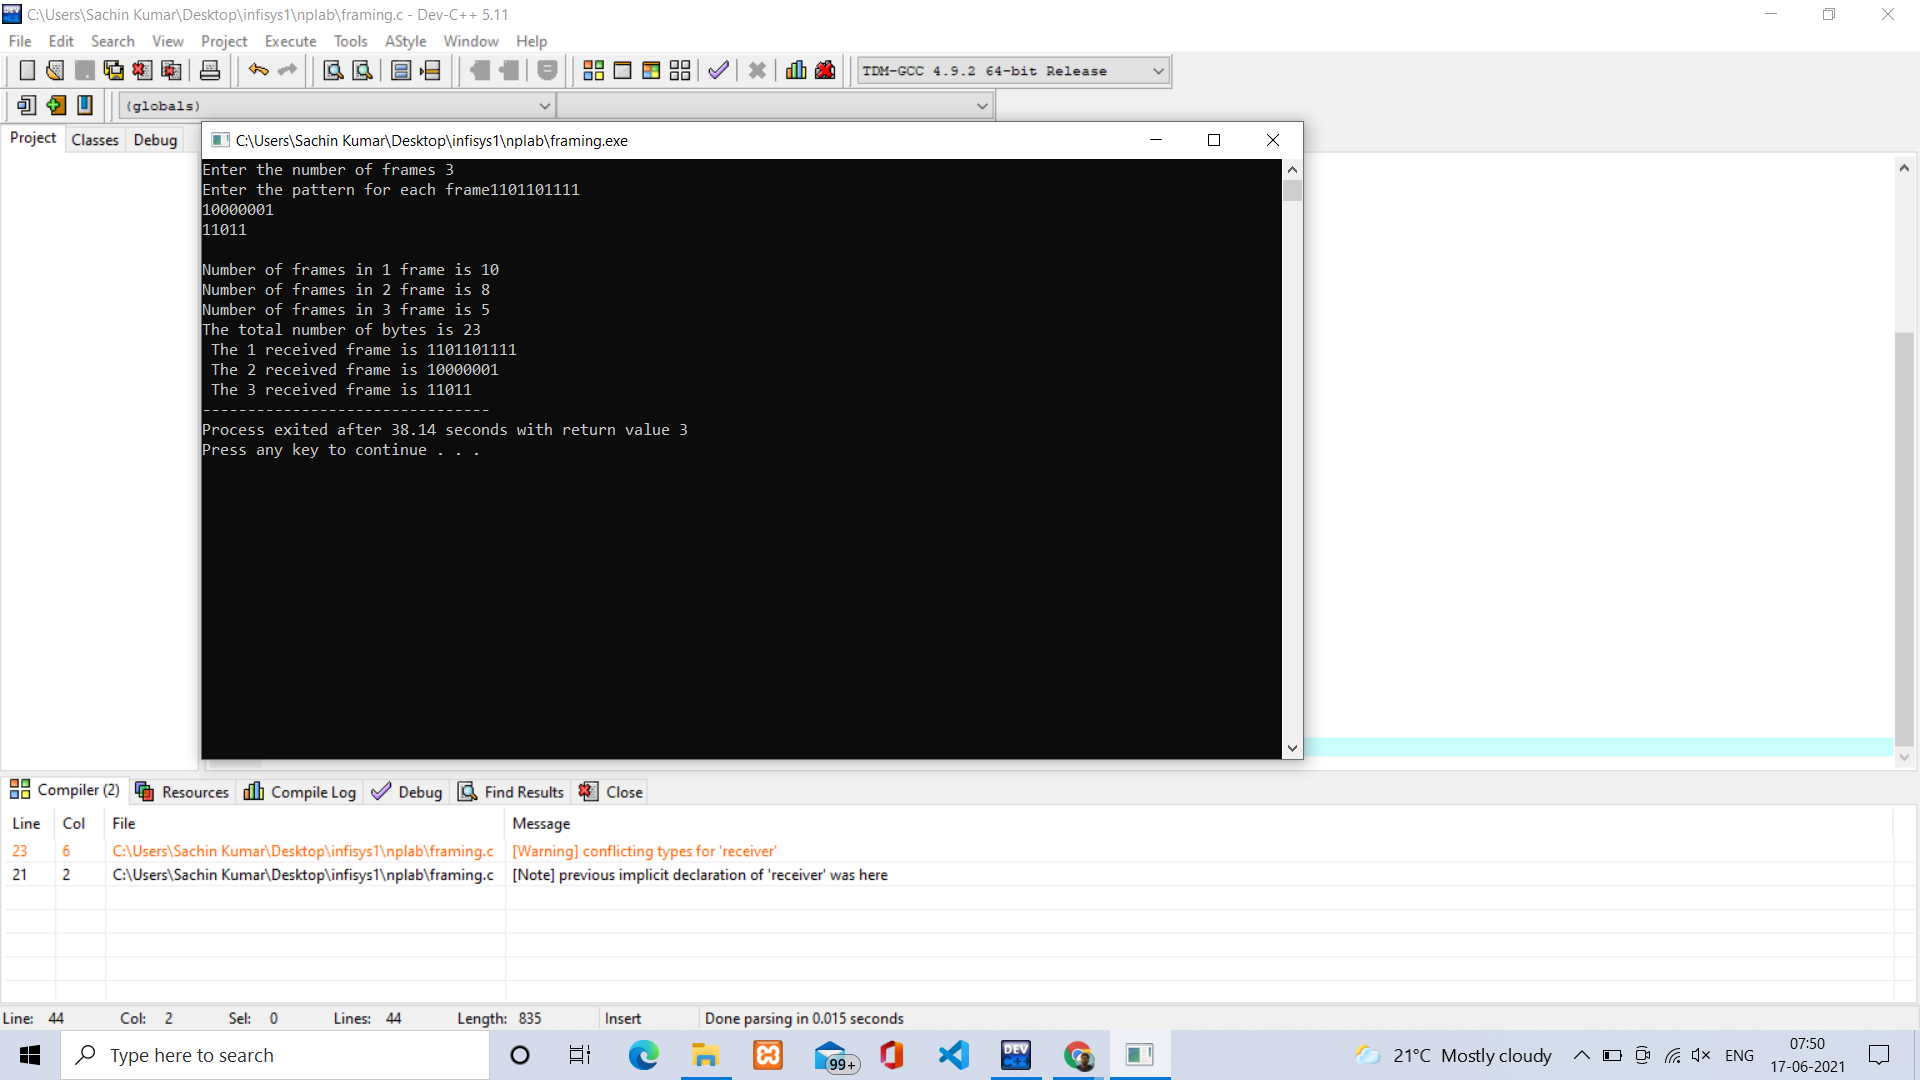 C:\Users\Sachin Kumar\Desktop\infisys1\nplab\framing.c - Dev-C++ 5.11
File Edit Search View Project Execute Tools AStyle Window Help
TDM-GCC 4.9.2 64-bit Release
(globals)
Project Classes Debug
C:\Users\Sachin Kumar\Desktop\infisys1\nplab\framing.exe
Enter the number of frames 3
Enter the pattern for each frame1101101111
10000001
11011
Number of frames in 1 frame is 10
Number of frames in 2 frame is 8
Number of frames in 3 frame is 5
The total number of bytes is 23
The 1 received frame is 1101101111
The 2 received frame is 10000001
The 3 received frame is 11011
--------------------------------
Process exited after 38.14 seconds with return value 3
Press any key to continue . . .
Compiler (2) Resources Compile Log Debug Find Results Close
Line Col File Message
23 6 C:\Users\Sachin Kumar\Desktop\infisys1\nplab\framing.c [Warning] conflicting types for 'receiver'
21 2 C:\Users\Sachin Kumar\Desktop\infisys1\nplab\framing.c [Note] previous implicit declaration of 'receiver' was here
Line: 44 Col: 2 Sel: 0 Lines: 44 Length: 835 Insert Done parsing in 0.015 seconds
Type here to search 99+ DEV 21°C Mostly cloudy ENG 07:50
17-06-2021